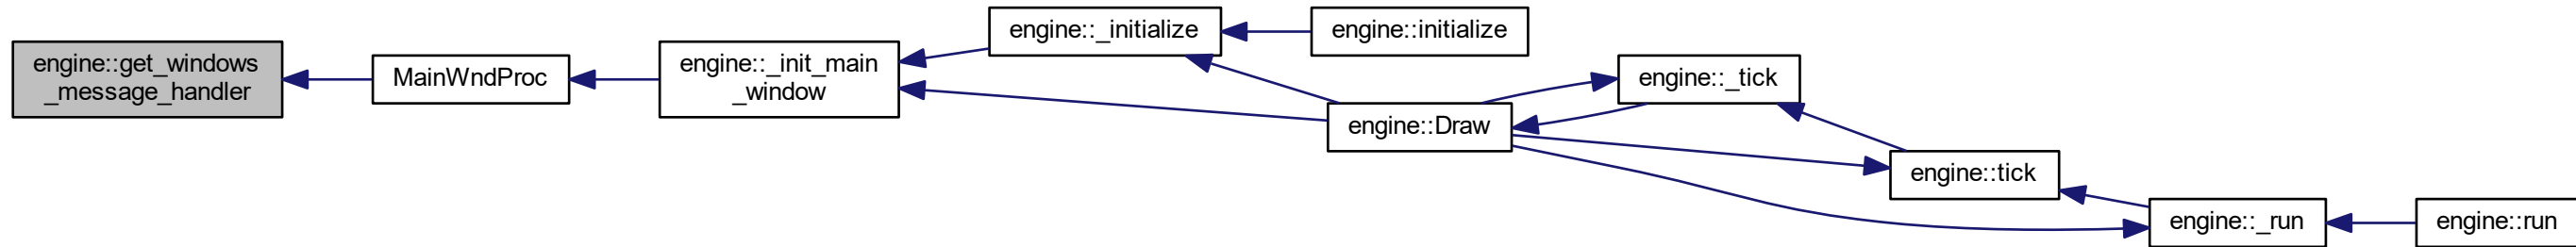 engine::get_windows
_message_handler
MainWndProc
engine::_init_main
_window
engine::_initialize
engine::initialize
engine::Draw
engine::_tick
engine::tick
engine::_run
engine::run